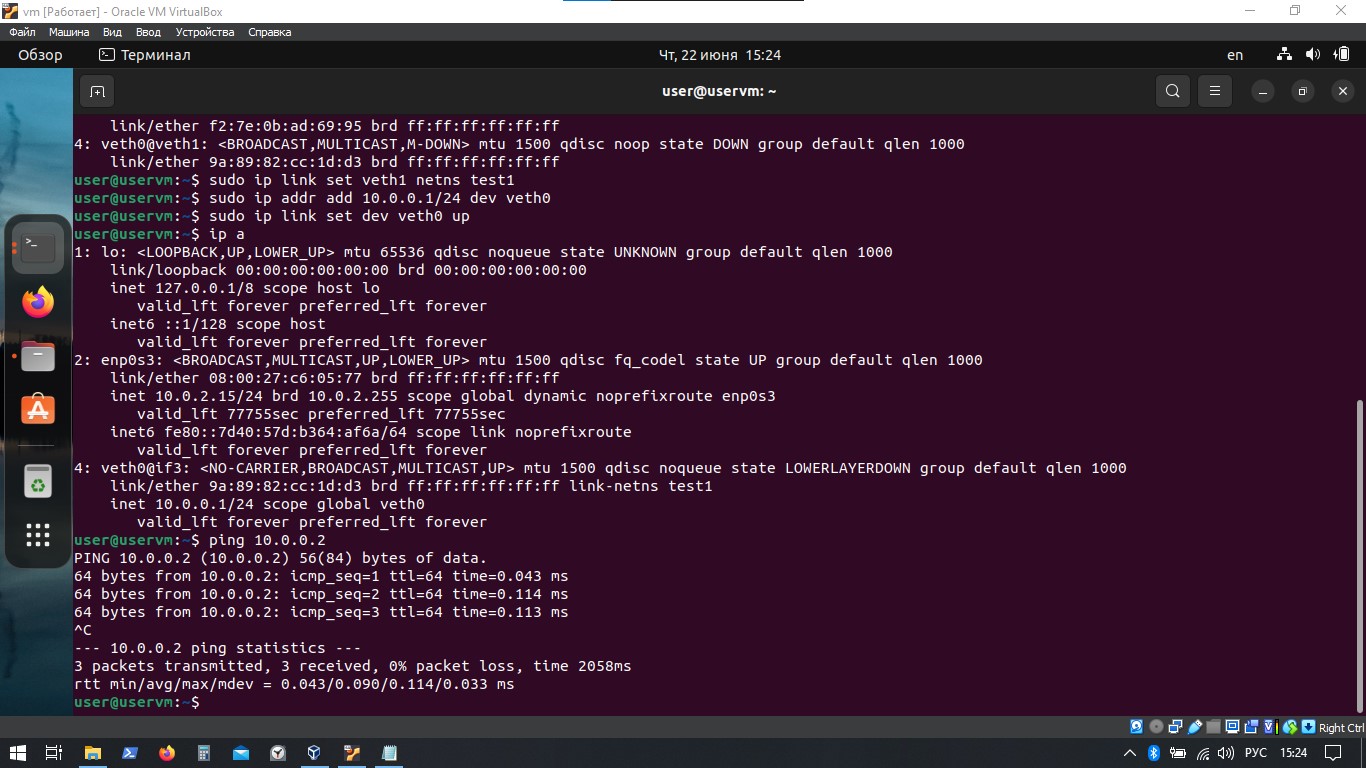 vm [Работает] - Oracle VM VirtualBox
Файл Машина Вид Ввод Устройства Справка
Обзор Терминал Чт, 22 июня 15:24 en
user@uservm: ~
link/ether f2:7e:0b:ad:69:95 brd ff:ff:ff:ff:ff:ff
4: veth0@veth1: <BROADCAST,MULTICAST,M-DOWN> mtu 1500 qdisc noop state DOWN group default qlen 1000
link/ether 9a:89:82:cc:1d:d3 brd ff:ff:ff:ff:ff:ff
user@uservm:~$ sudo ip link set veth1 netns test1
user@uservm:~$ sudo ip addr add 10.0.0.1/24 dev veth0
user@uservm:~$ sudo ip link set dev veth0 up
user@uservm:~$ ip a
1: lo: <LOOPBACK,UP,LOWER_UP> mtu 65536 qdisc noqueue state UNKNOWN group default qlen 1000
link/loopback 00:00:00:00:00:00 brd 00:00:00:00:00:00
inet 127.0.0.1/8 scope host lo
valid_lft forever preferred_lft forever
inet6 ::1/128 scope host
valid_lft forever preferred_lft forever
2: enp0s3: <BROADCAST,MULTICAST,UP,LOWER_UP> mtu 1500 qdisc fq_codel state UP group default qlen 1000
link/ether 08:00:27:c6:05:77 brd ff:ff:ff:ff:ff:ff
inet 10.0.2.15/24 brd 10.0.2.255 scope global dynamic noprefixroute enp0s3
valid_lft 77755sec preferred_lft 77755sec
inet6 fe80::7d40:57d:b364:af6a/64 scope link noprefixroute
valid_lft forever preferred_lft forever
4: veth0@if3: <NO-CARRIER,BROADCAST,MULTICAST,UP> mtu 1500 qdisc noqueue state LOWERLAYERDOWN group default qlen 1000
link/ether 9a:89:82:cc:1d:d3 brd ff:ff:ff:ff:ff:ff link-netns test1
inet 10.0.0.1/24 scope global veth0
valid_lft forever preferred_lft forever
user@uservm:~$ ping 10.0.0.2
PING 10.0.0.2 (10.0.0.2) 56(84) bytes of data.
64 bytes from 10.0.0.2: icmp_seq=1 ttl=64 time=0.043 ms
64 bytes from 10.0.0.2: icmp_seq=2 ttl=64 time=0.114 ms
64 bytes from 10.0.0.2: icmp_seq=3 ttl=64 time=0.113 ms
^C
--- 10.0.0.2 ping statistics ---
3 packets transmitted, 3 received, 0% packet loss, time 2058ms
rtt min/avg/max/mdev = 0.043/0.090/0.114/0.033 ms
user@uservm:~$
Right Ctrl
РУС 15:24